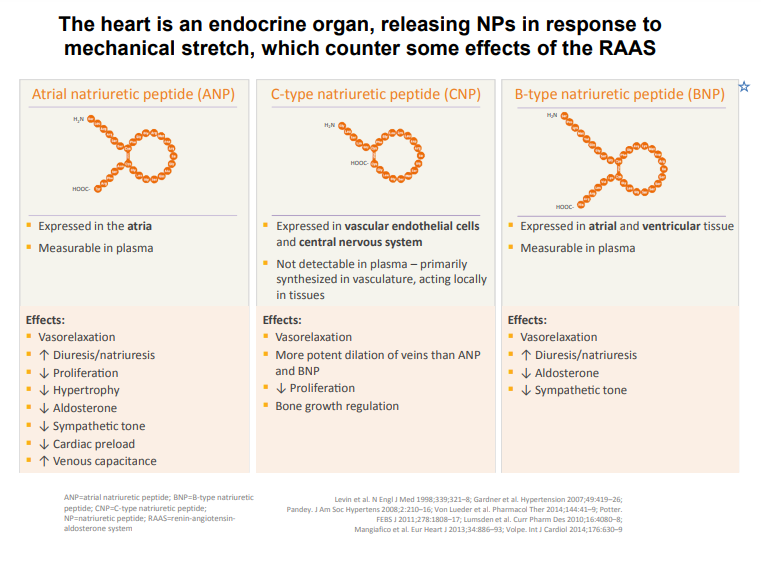 The heart is an endocrine organ, releasing NPs in response to
mechanical stretch, which counter some effects of the RAAS
Atrial natriuretic peptide (ANP)
H₂N
HOOC-
▪ Expressed in the atria
▪ Measurable in plasma
Effects:
▪ Vasorelaxation
▪ ↑ Diuresis/natriuresis
▪ ↓ Proliferation
▪ ↓ Hypertrophy
▪ ↓ Aldosterone
▪ ↓ Sympathetic tone
▪ ↓ Cardiac preload
▪ ↑ Venous capacitance
C-type natriuretic peptide (CNP)
H₂N
HOOC-
▪ Expressed in vascular endothelial cells
and central nervous system
▪ Not detectable in plasma – primarily
synthesized in vasculature, acting locally
in tissues
Effects:
▪ Vasorelaxation
▪ More potent dilation of veins than ANP
and BNP
▪ ↓ Proliferation
▪ Bone growth regulation
B-type natriuretic peptide (BNP)
H₂N
HOOC-
▪ Expressed in atrial and ventricular tissue
▪ Measurable in plasma
Effects:
▪ Vasorelaxation
▪ ↑ Diuresis/natriuresis
▪ ↓ Aldosterone
▪ ↓ Sympathetic tone
ANP=atrial natriuretic peptide; BNP=B-type natriuretic
peptide; CNP=C-type natriuretic peptide;
NP=natriuretic peptide; RAAS=renin-angiotensin-
aldosterone system
Levin et al. N Engl J Med 1998;339;321–8; Gardner et al. Hypertension 2007;49:419–26;
Pandey. J Am Soc Hypertens 2008;2:210–16; Von Lueder et al. Pharmacol Ther 2014;144:41–9; Potter.
FEBS J 2011;278:1808–17; Lumsden et al. Curr Pharm Des 2010;16:4080–8;
Mangiafico et al. Eur Heart J 2013;34:886–93; Volpe. Int J Cardiol 2014;176:630–9